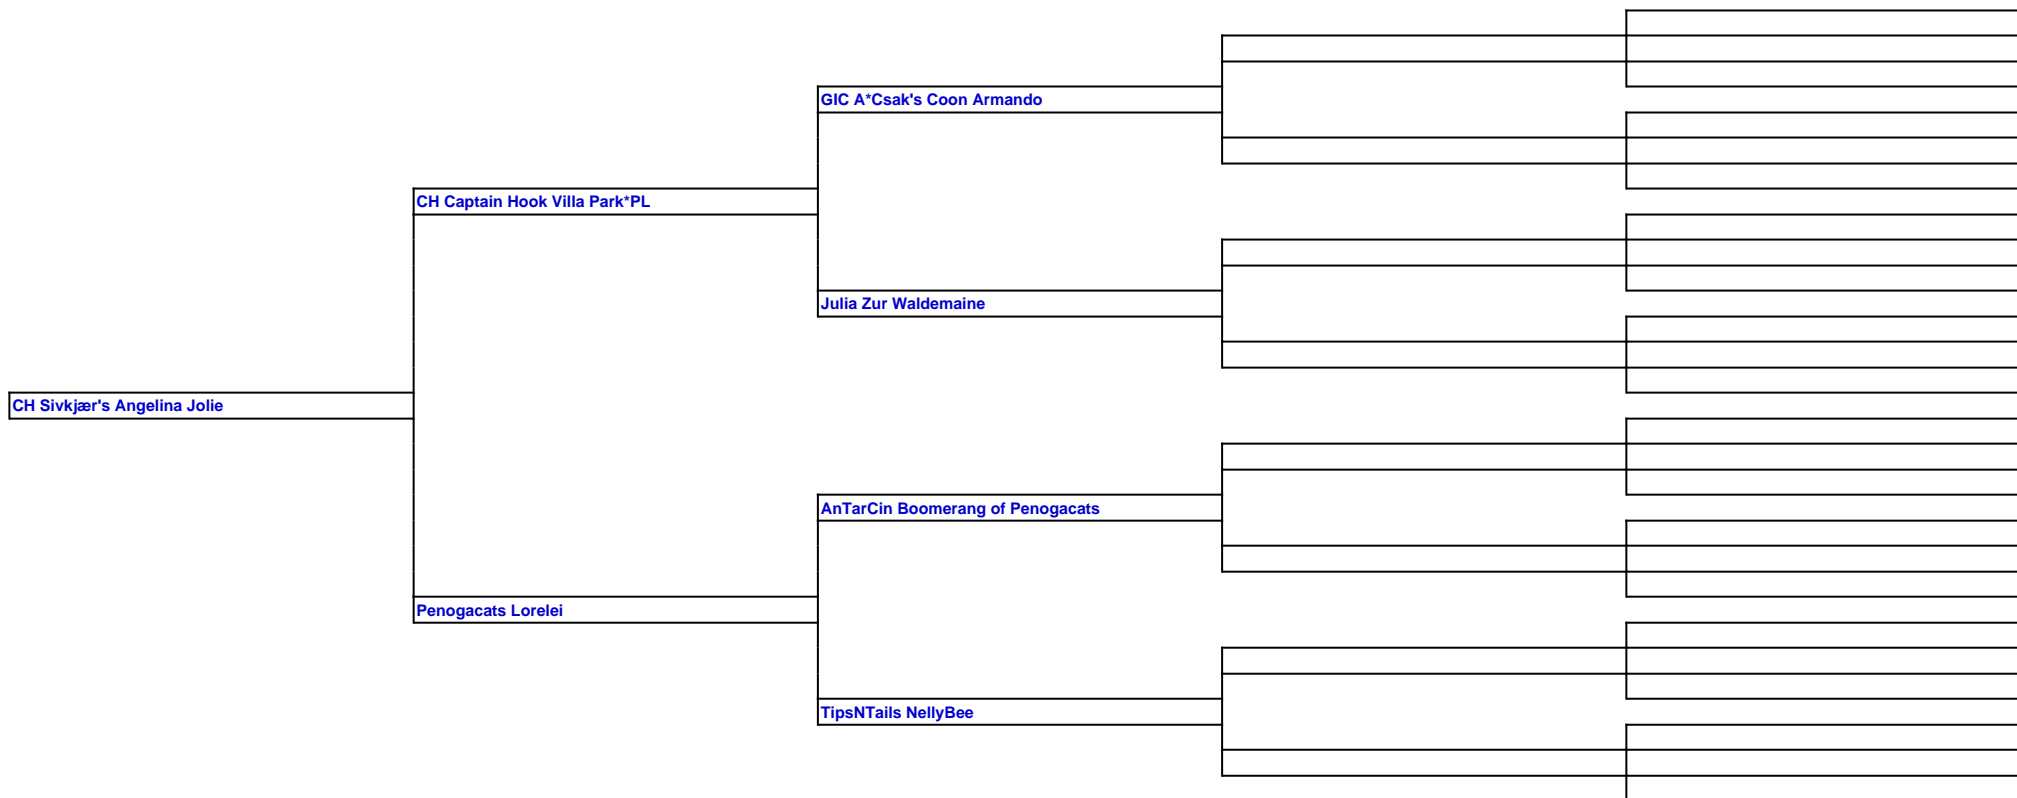 GIC A*Csak's Coon Armando
CH Captain Hook Villa Park*PL
Julia Zur Waldemaine
CH Sivkjær's Angelina Jolie
AnTarCin Boomerang of Penogacats
Penogacats Lorelei
TipsNTails NellyBee